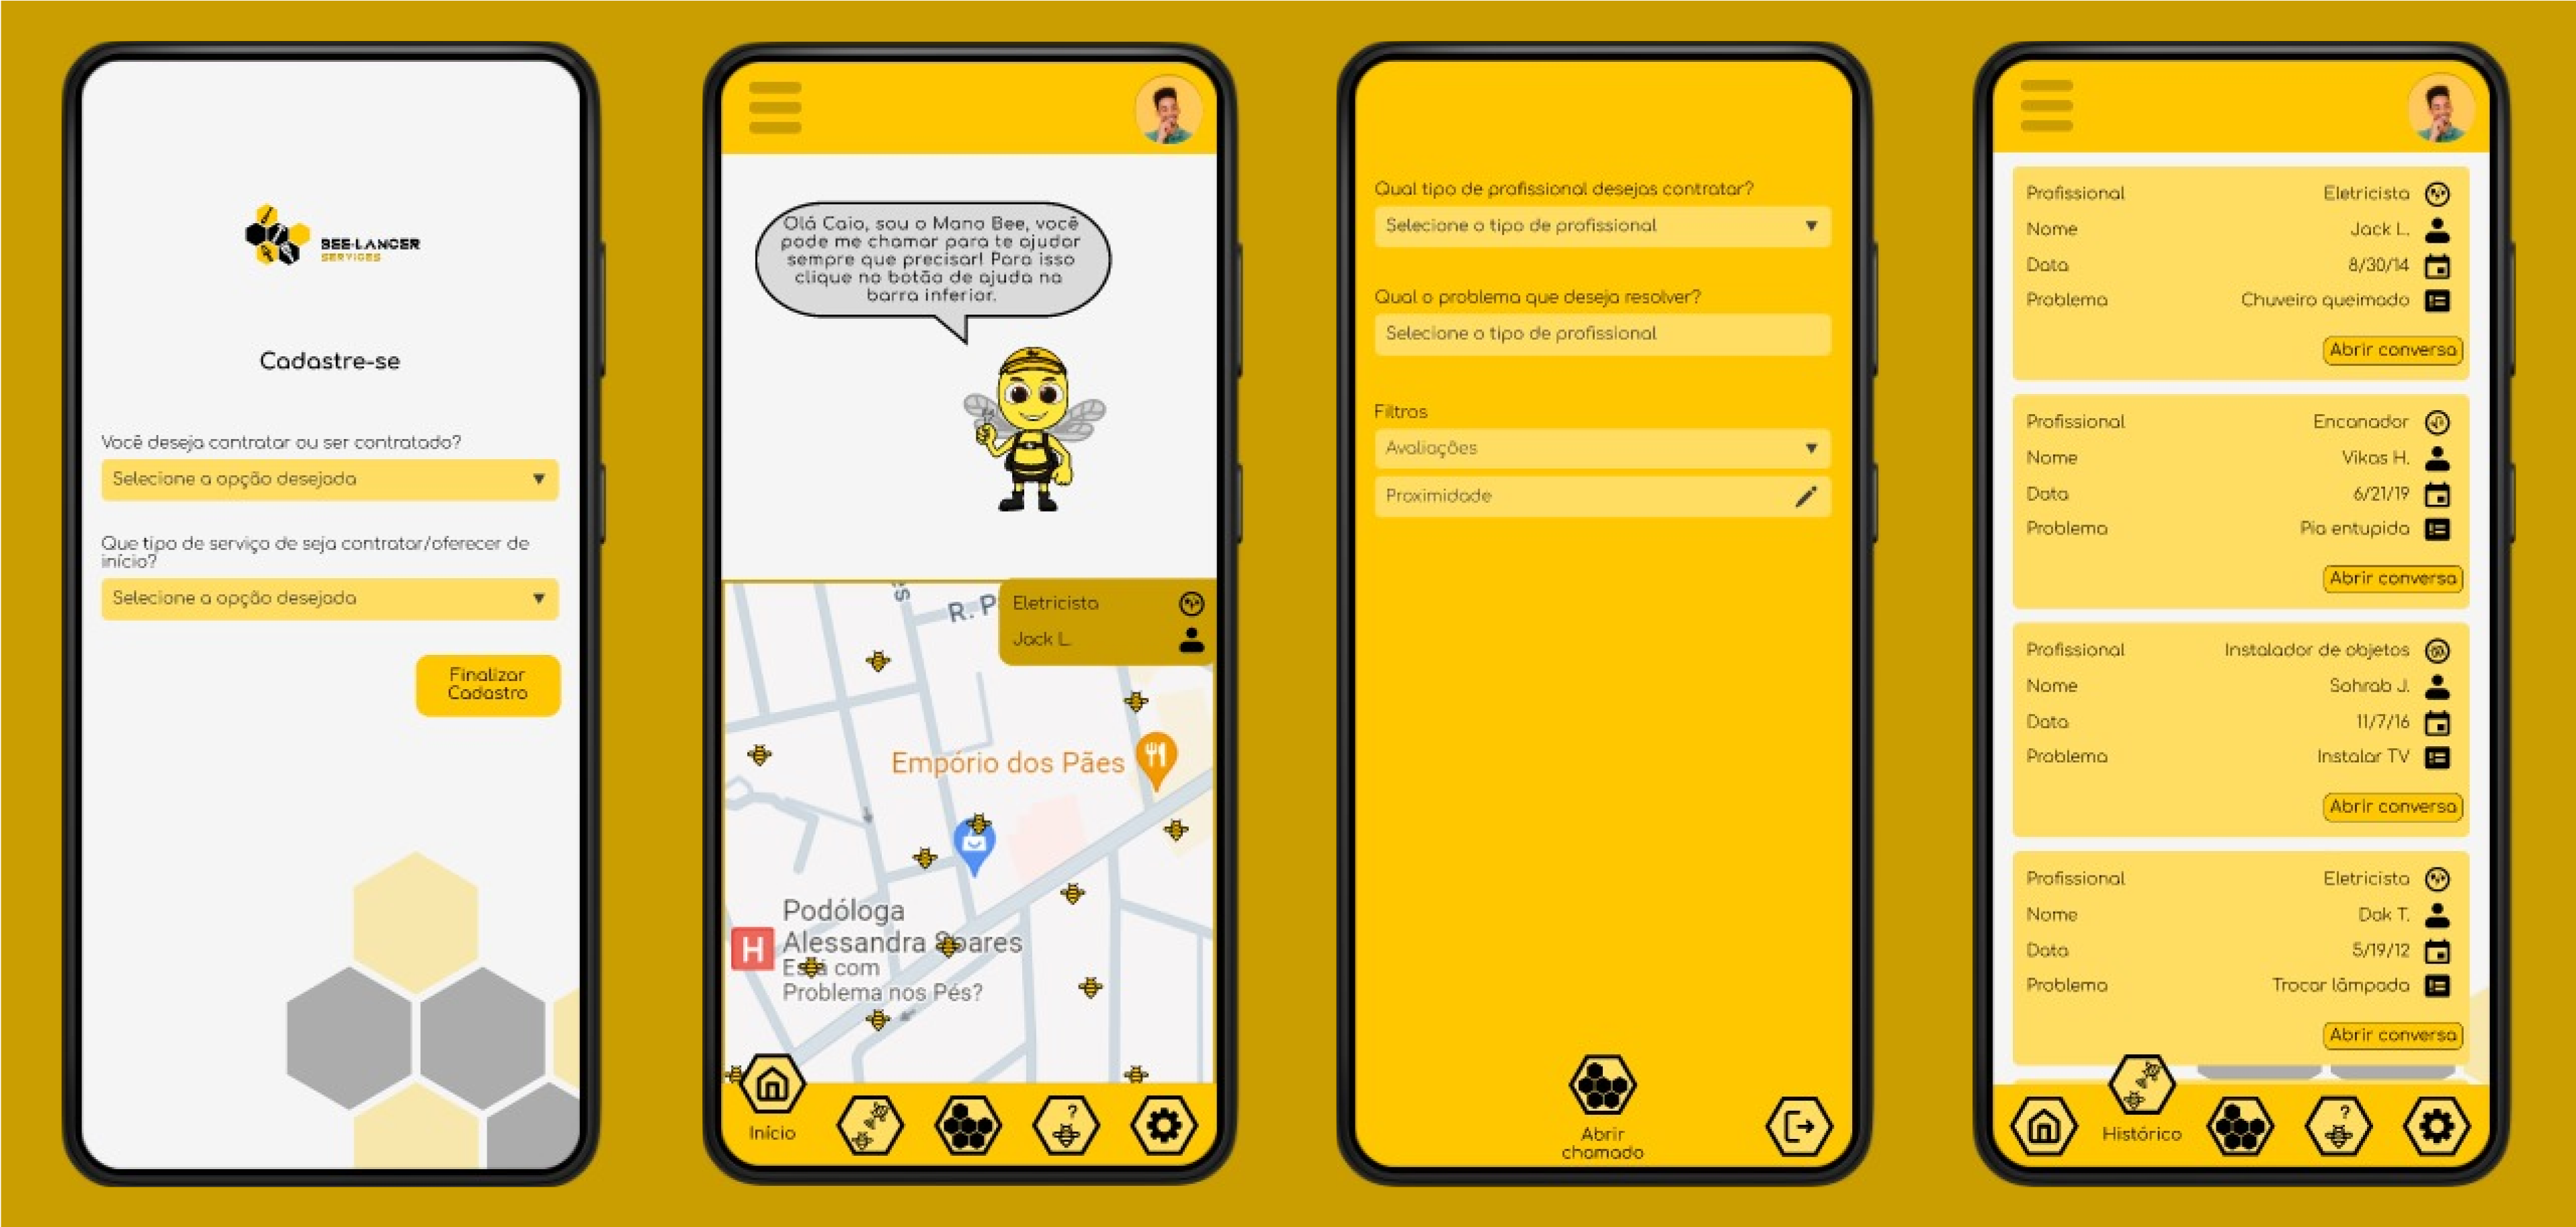 BEE-LANCER
SERVICES
Cadastre-se
Você deseja contratar ou ser contratado?
Selecione a opção desejada
Que tipo de serviço de seja contratar/oferecer de
início?
Selecione a opção desejada
Finalizar
Cadastro
Olá Caio, sou o Mano Bee, você
pode me chamar para te ajudar
sempre que precisar! Para isso
clique no botão de ajuda na
barra inferior.
R. P
Eletricista
Jack L.
Empório dos Pães
Podóloga
Alessandra Soares
Está com
Problema nos Pés?
H
Início
?
Qual tipo de profissional desejas contratar?
Selecione o tipo de profissional
Qual o problema que deseja resolver?
Selecione o tipo de profissional
Filtros
Avaliações
Proximidade
Abrir
chamado
Profissional Eletricista
Nome Jack L.
Data 8/30/14
Problema Chuveiro queimado
Abrir conversa
Profissional Encanador
Nome Vikas H.
Data 6/21/19
Problema Pia entupida
Abrir conversa
Profissional Instalador de objetos
Nome Sohrab J.
Data 11/7/16
Problema Instalar TV
Abrir conversa
Profissional Eletricista
Nome Dak T.
Data 5/19/12
Problema Trocar lâmpada
Abrir conversa
Histórico
?